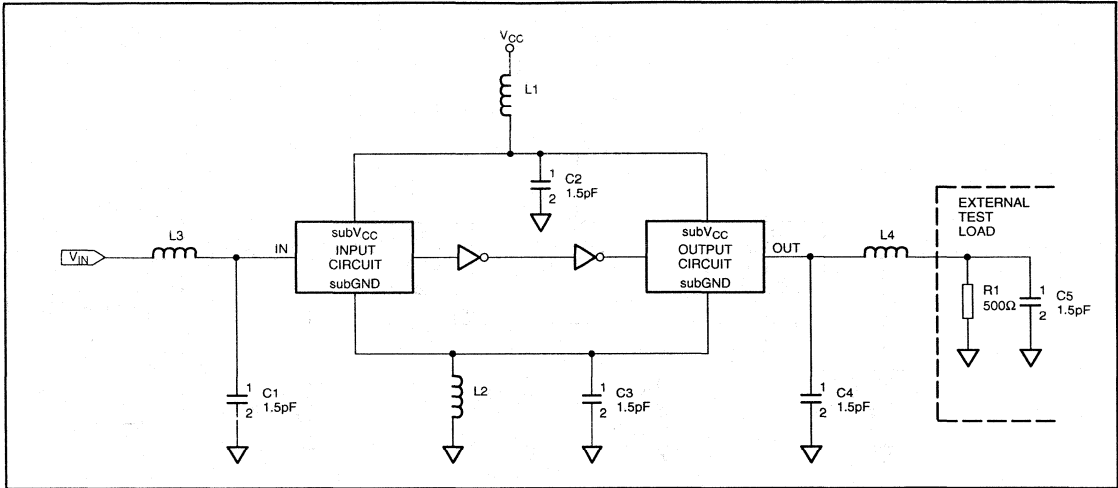 VCC
L1
1
C2
2
1.5pF
L3
VIN
IN
subVCC
INPUT
CIRCUIT
subGND
subVCC
OUTPUT
CIRCUIT
subGND
OUT
L4
EXTERNAL
TEST
LOAD
R1
500Ω
1
C5
2
1.5pF
1
C1
2
1.5pF
L2
1
C3
2
1.5pF
1
C4
2
1.5pF